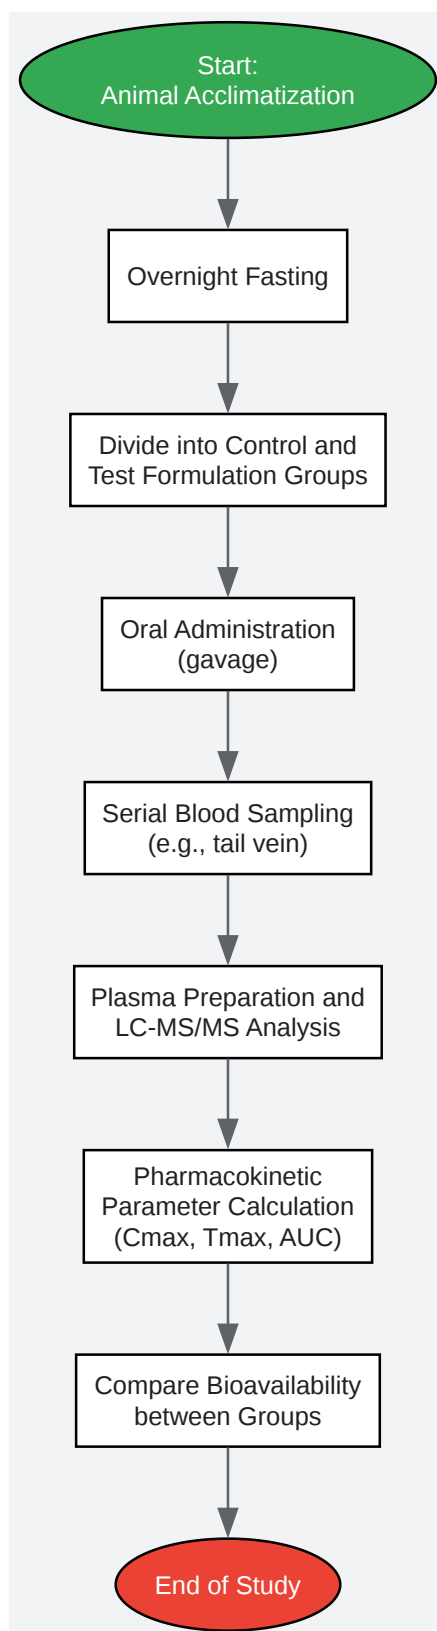 Start:
Animal Acclimatization
Overnight Fasting
Divide into Control and
Test Formulation Groups
Oral Administration
(gavage)
Serial Blood Sampling
(e.g., tail vein)
Plasma Preparation and
LC-MS/MS Analysis
Pharmacokinetic
Parameter Calculation
(Cmax, Tmax, AUC)
Compare Bioavailability
between Groups
End of Study